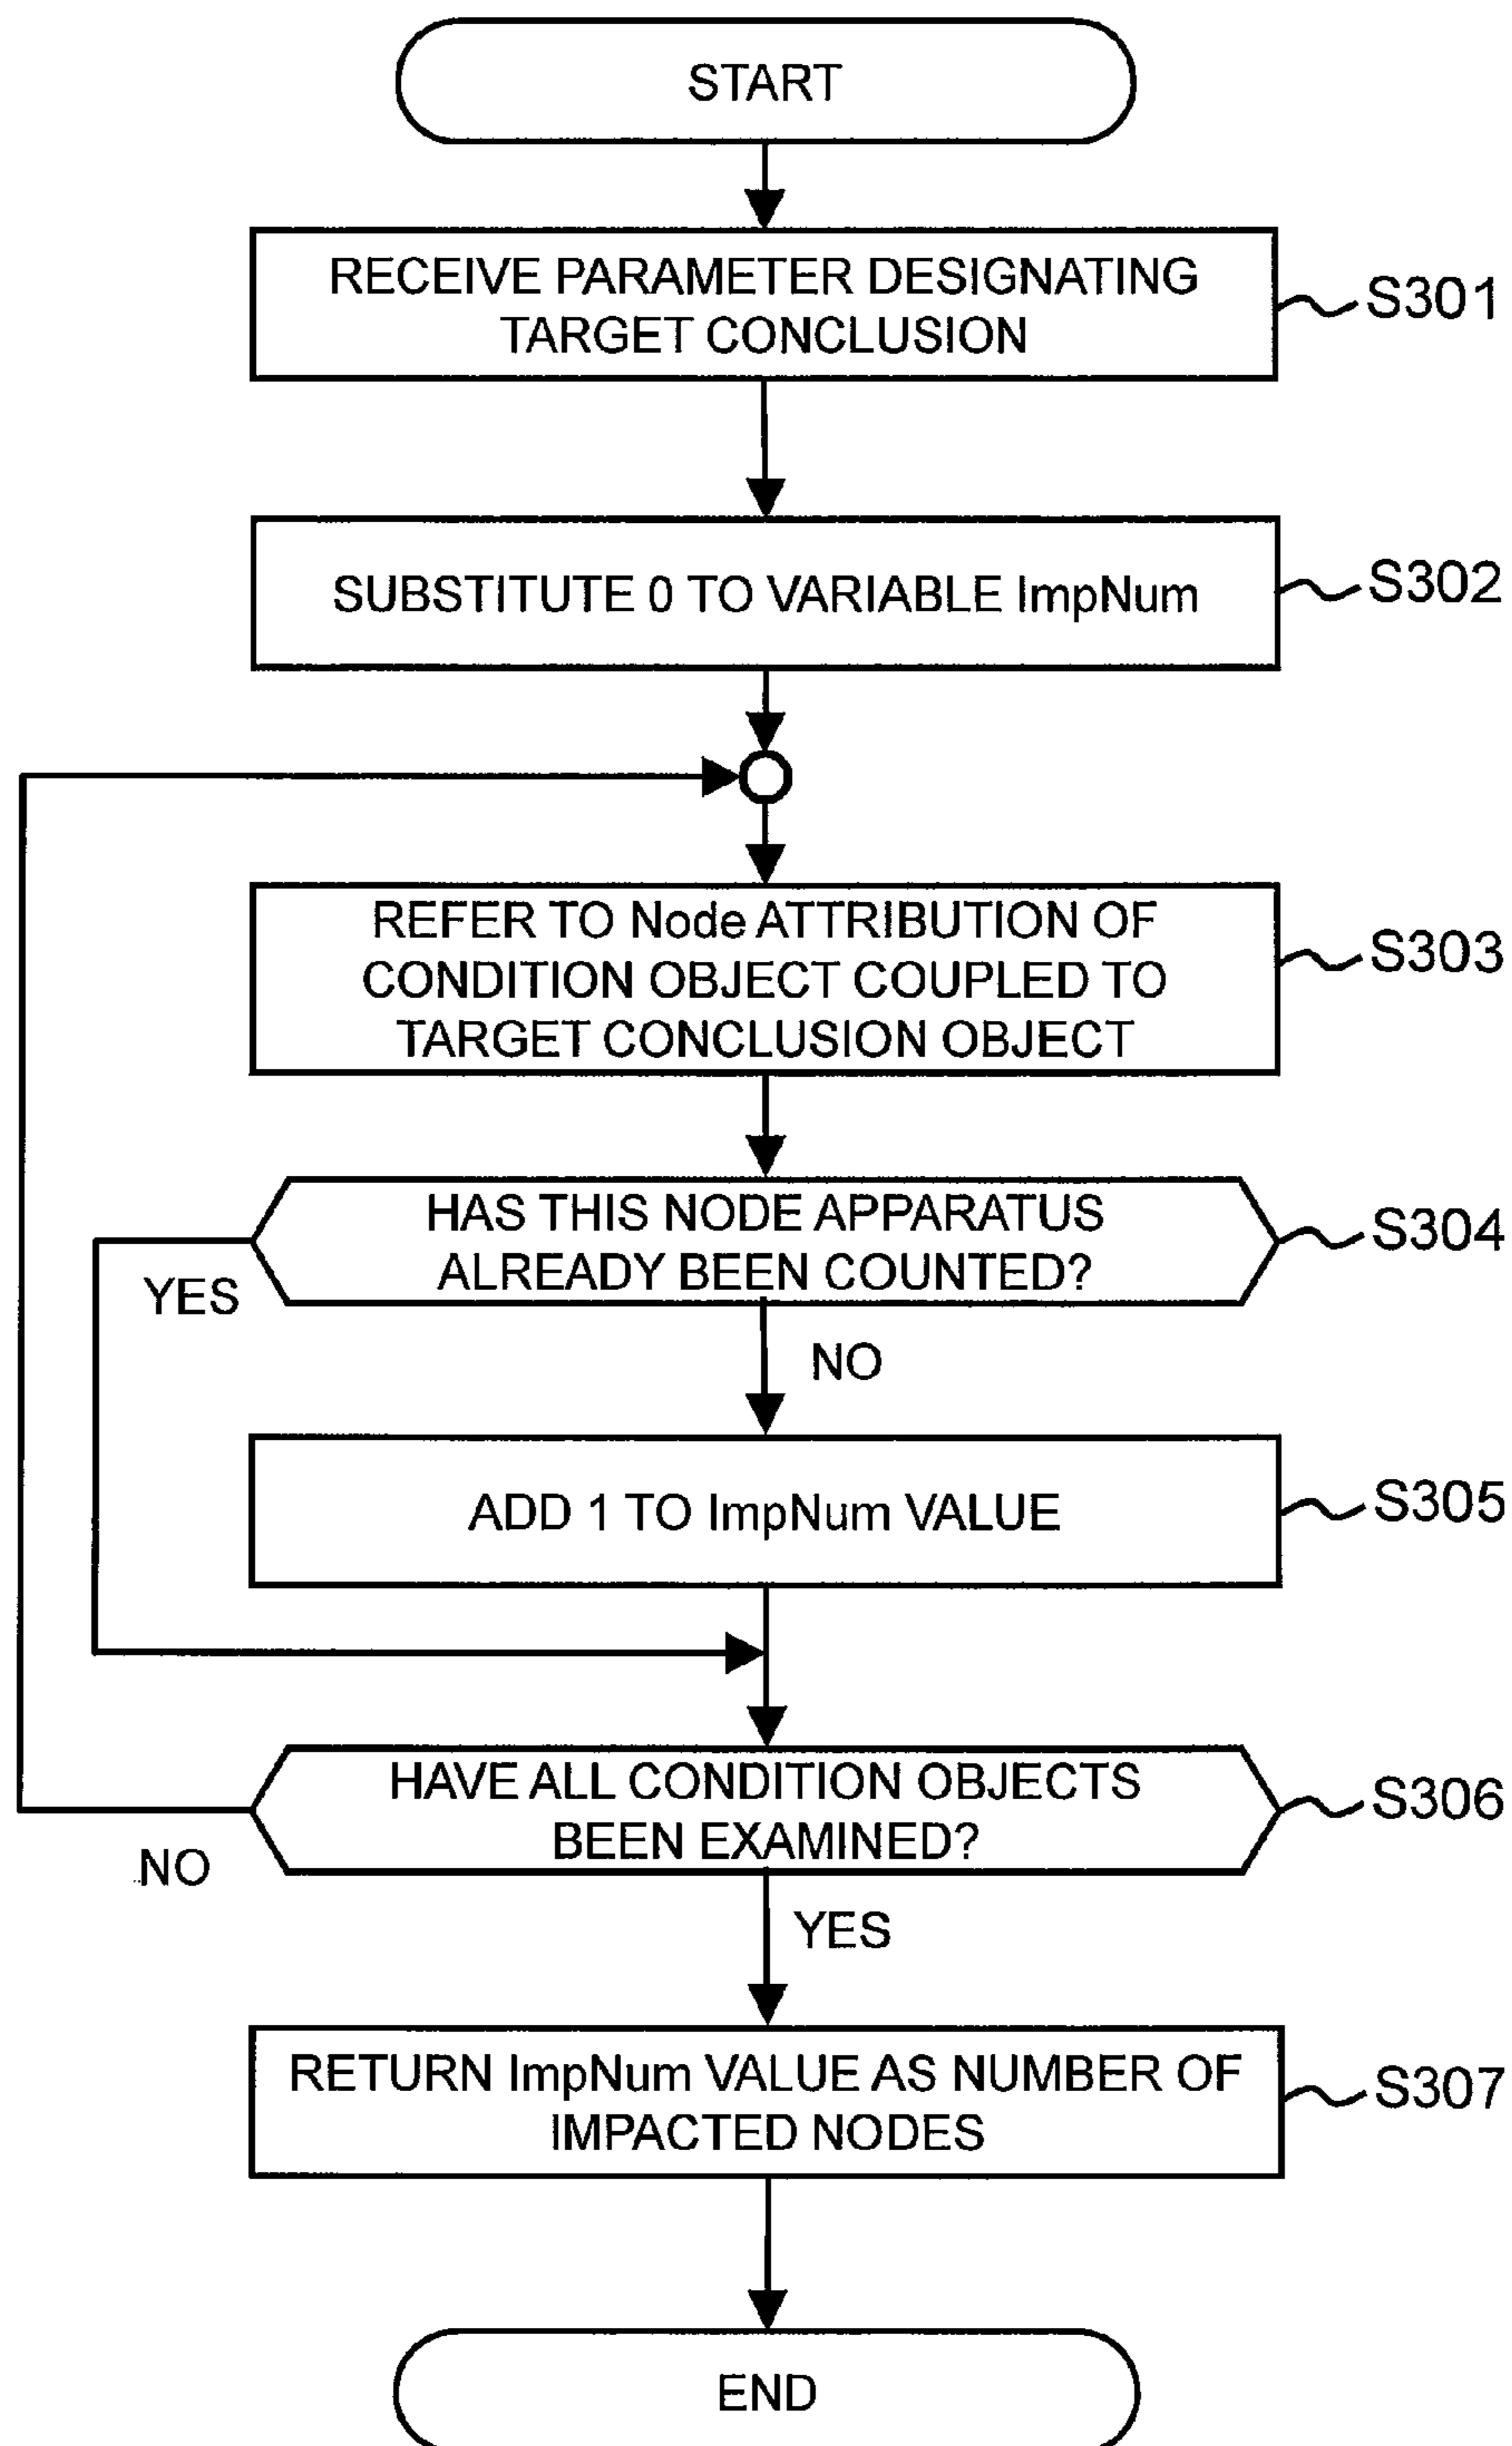 START
RECEIVE PARAMETER DESIGNATING
TARGET CONCLUSION
S301
SUBSTITUTE 0 TO VARIABLE ImpNum
S302
REFER TO Node ATTRIBUTION OF
CONDITION OBJECT COUPLED TO
TARGET CONCLUSION OBJECT
S303
HAS THIS NODE APPARATUS
ALREADY BEEN COUNTED?
S304
YES
NO
ADD 1 TO ImpNum VALUE
S305
HAVE ALL CONDITION OBJECTS
BEEN EXAMINED?
S306
NO
YES
RETURN ImpNum VALUE AS NUMBER OF
IMPACTED NODES
S307
END